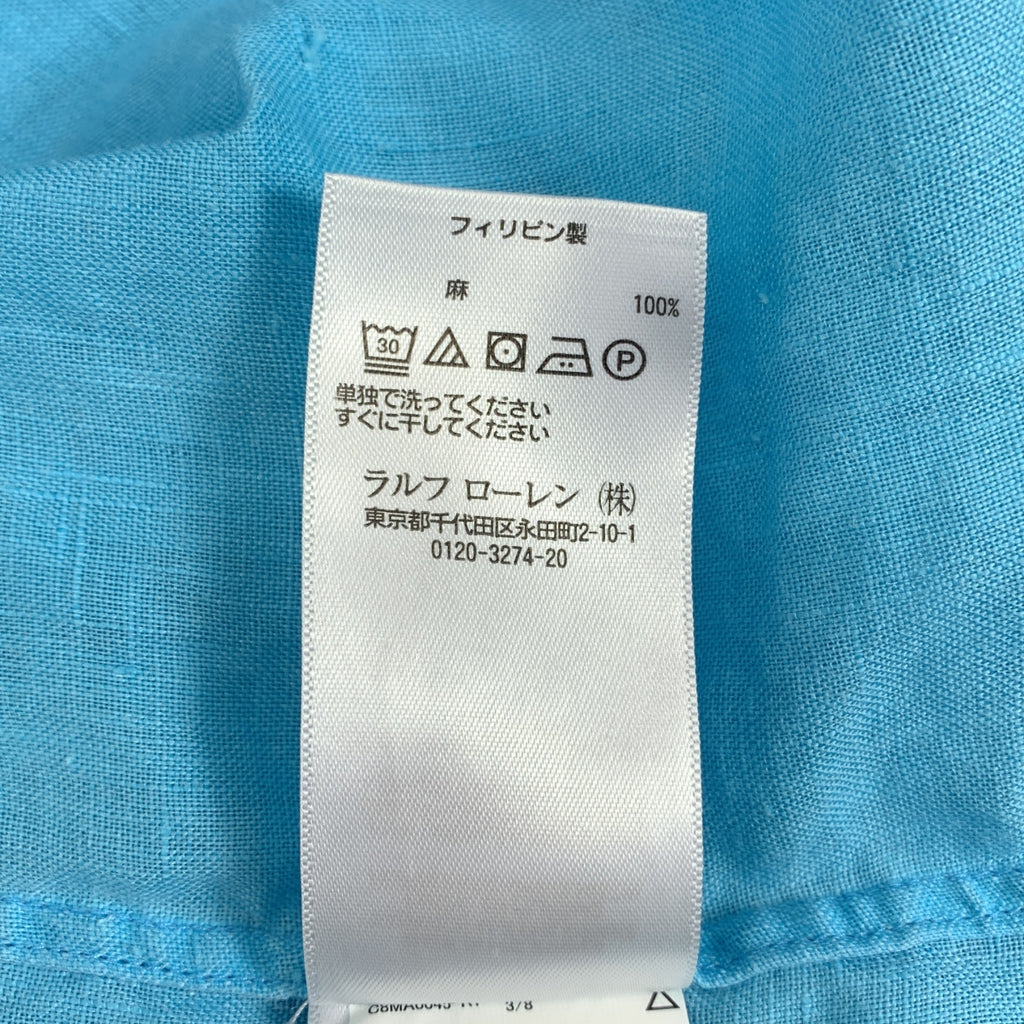 フィリピン製
麻 100%
30 P
単独で洗ってください
すぐに干してください
ラルフ ローレン (株)
東京都千代田区永田町2-10-1
0120-3274-20
3/8